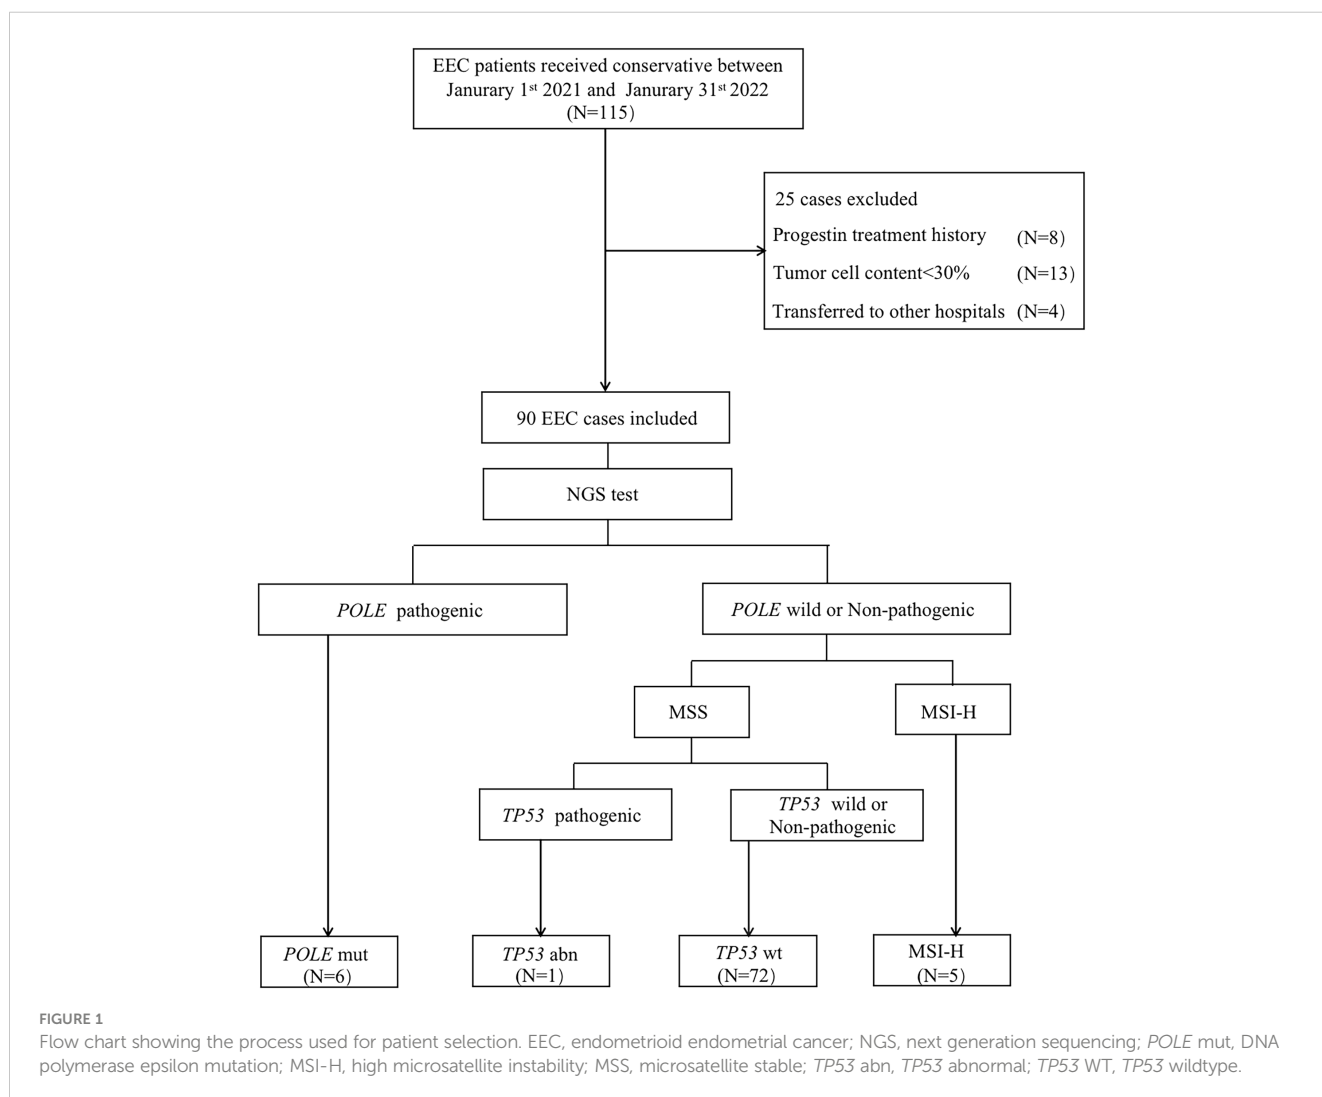 EEC patients received conservative between
Janurary 1st 2021 and Janurary 31st 2022
(N=115)
25 cases excluded
Progestin treatment history (N=8)
Tumor cell content<30% (N=13)
Transferred to other hospitals (N=4)
90 EEC cases included
NGS test
POLE pathogenic
POLE wild or Non-pathogenic
MSS
MSI-H
TP53 pathogenic
TP53 wild or
Non-pathogenic
POLE mut
(N=6)
TP53 abn
(N=1)
TP53 wt
(N=72)
MSI-H
(N=5)
FIGURE 1
Flow chart showing the process used for patient selection. EEC, endometrioid endometrial cancer; NGS, next generation sequencing; POLE mut, DNA
polymerase epsilon mutation; MSI-H, high microsatellite instability; MSS, microsatellite stable; TP53 abn, TP53 abnormal; TP53 WT, TP53 wildtype.